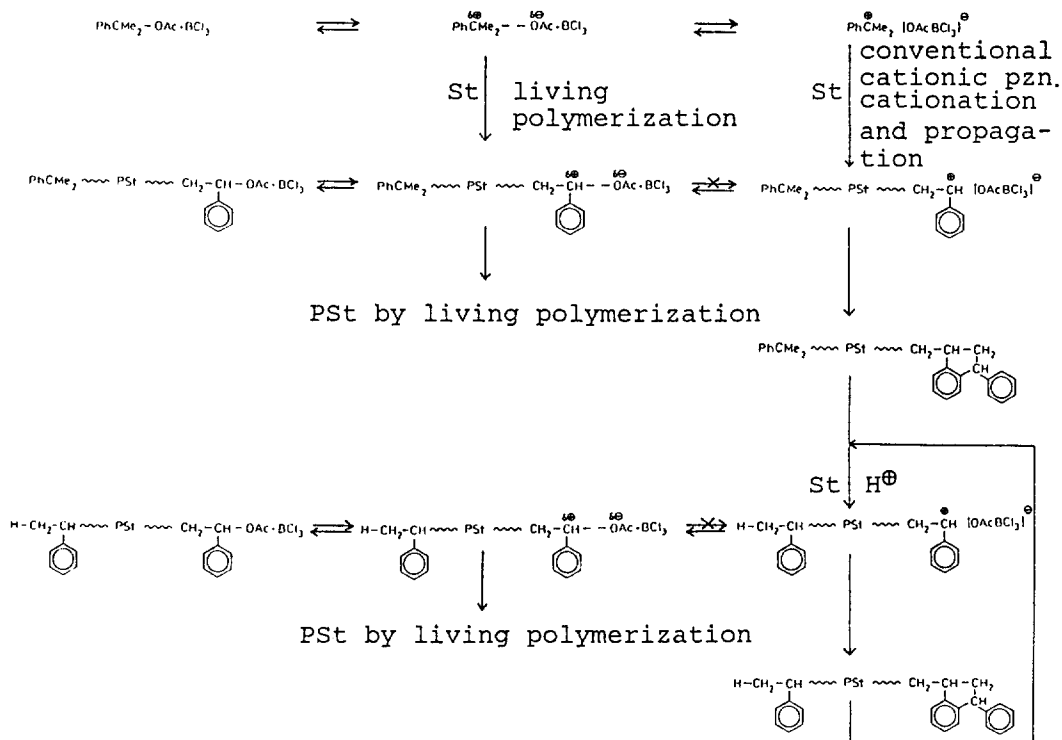 PhCMe₂–OAc·BCl₃ ⇌ PhCMe₂----OAc·BCl₃ ⇌ PhCMe₂ [OAcBCl₃]⊖
δ⊕ δ⊖ ⊕
St living polymerization
St conventional cationic pzn. cationation and propaga-tion
PhCMe₂ ~~~ PSt ~~~ CH₂–CH–OAc·BCl₃ ⇌ PhCMe₂ ~~~ PSt ~~~ CH₂–CH----OAc·BCl₃ ⇌ PhCMe₂ ~~~ PSt ~~~ CH₂–CH [OAcBCl₃]⊖
δ⊕ δ⊖ ⊕
PSt by living polymerization
PhCMe₂ ~~~ PSt ~~~ CH₂–CH–CH₂
CH
St H⊕
H–CH₂–CH ~~~ PSt ~~~ CH₂–CH–OAc·BCl₃ ⇌ H–CH₂–CH ~~~ PSt ~~~ CH₂–CH----OAc·BCl₃ ⇌ H–CH₂–CH ~~~ PSt ~~~ CH₂–CH [OAcBCl₃]⊖
δ⊕ δ⊖ ⊕
PSt by living polymerization
H–CH₂–CH ~~~ PSt ~~~ CH₂–CH–CH₂
CH